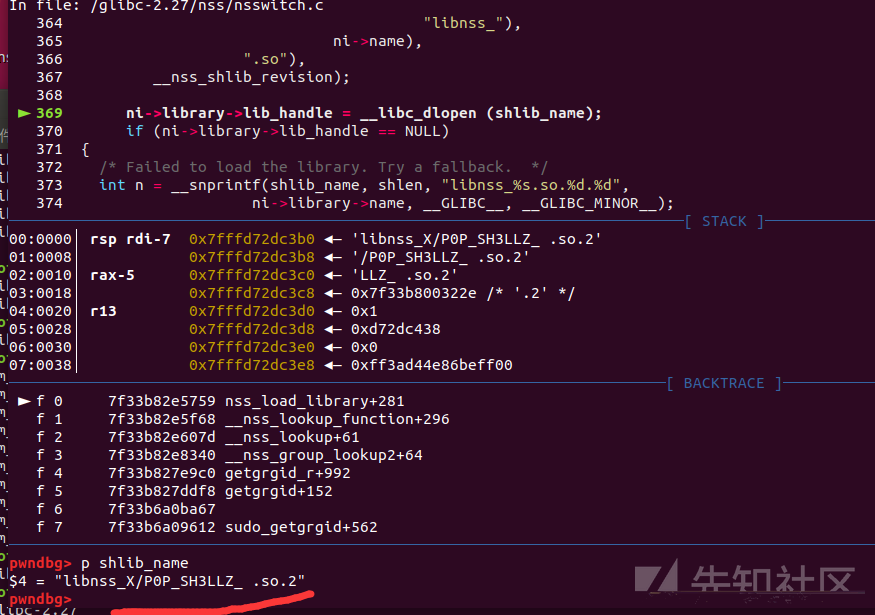 In file: /glibc-2.27/nss/nsswitch.c
364 "libnss_"),
365 ni->name),
366 ".so"),
367 __nss_shlib_revision);
368
► 369 ni->library->lib_handle = __libc_dlopen (shlib_name);
370 if (ni->library->lib_handle == NULL)
371 {
372 /* Failed to load the library. Try a fallback. */
373 int n = __snprintf(shlib_name, shlen, "libnss_%s.so.%d.%d",
374 ni->library->name, __GLIBC__, __GLIBC_MINOR__);
[ STACK ]
00:0000│ rsp rdi-7 0x7fffd72dc3b0 ◂— 'libnss_X/P0P_SH3LLZ_ .so.2'
01:0008│ 0x7fffd72dc3b8 ◂— '/P0P_SH3LLZ_ .so.2'
02:0010│ rax-5 0x7fffd72dc3c0 ◂— 'LLZ_ .so.2'
03:0018│ 0x7fffd72dc3c8 ◂— 0x7f33b800322e /* '.2' */
04:0020│ r13 0x7fffd72dc3d0 ◂— 0x1
05:0028│ 0x7fffd72dc3d8 ◂— 0xd72dc438
06:0030│ 0x7fffd72dc3e0 ◂— 0x0
07:0038│ 0x7fffd72dc3e8 ◂— 0xff3ad44e86beff00
[ BACKTRACE ]
► f 0 7f33b82e5759 nss_load_library+281
f 1 7f33b82e5f68 __nss_lookup_function+296
f 2 7f33b82e607d __nss_lookup+61
f 3 7f33b82e8340 __nss_group_lookup2+64
f 4 7f33b827e9c0 getgrgid_r+992
f 5 7f33b827ddf8 getgrgid+152
f 6 7f33b6a0ba67
f 7 7f33b6a09612 sudo_getgrgid+562
pwndbg> p shlib_name
$4 = "libnss_X/P0P_SH3LLZ_ .so.2"
pwndbg>
先知社区